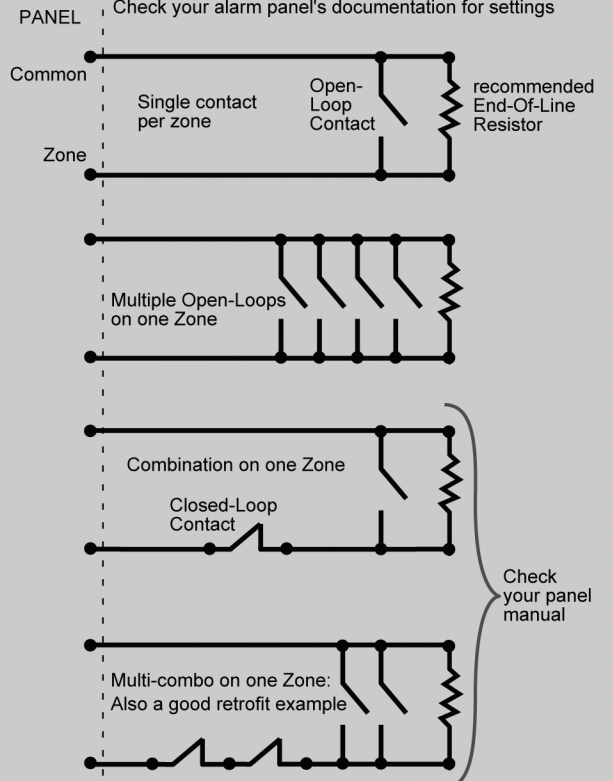 Check your alarm panel's documentation for settings
PANEL
Common
Single contact
per zone
Open-
Loop
Contact
recommended
End-Of-Line
Resistor
Zone
Multiple Open-Loops
on one Zone
Combination on one Zone
Closed-Loop
Contact
Check
your panel
manual
Multi-combo on one Zone:
Also a good retrofit example